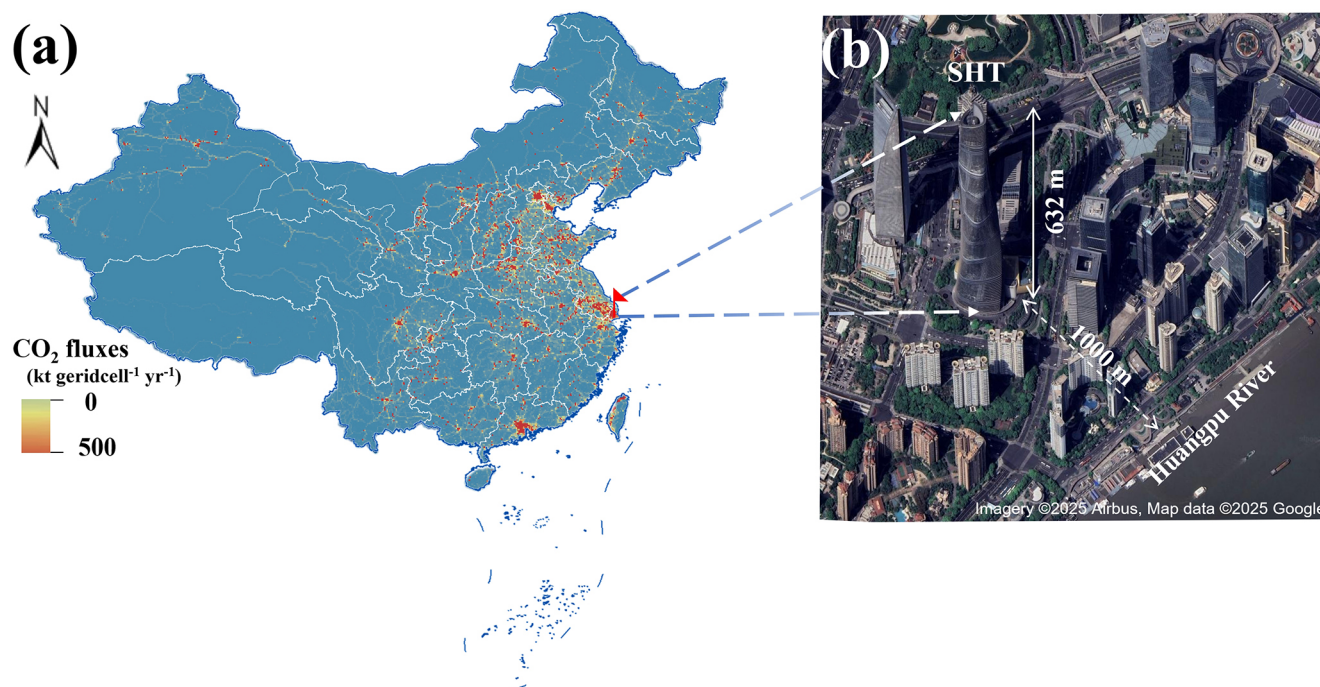 (a)
N
CO₂ fluxes
(kt geridcell⁻¹ yr⁻¹)
0
500
(b)
SHT
632 m
1000 m
Huangpu River
Imagery ©2025 Airbus, Map data ©2025 Google